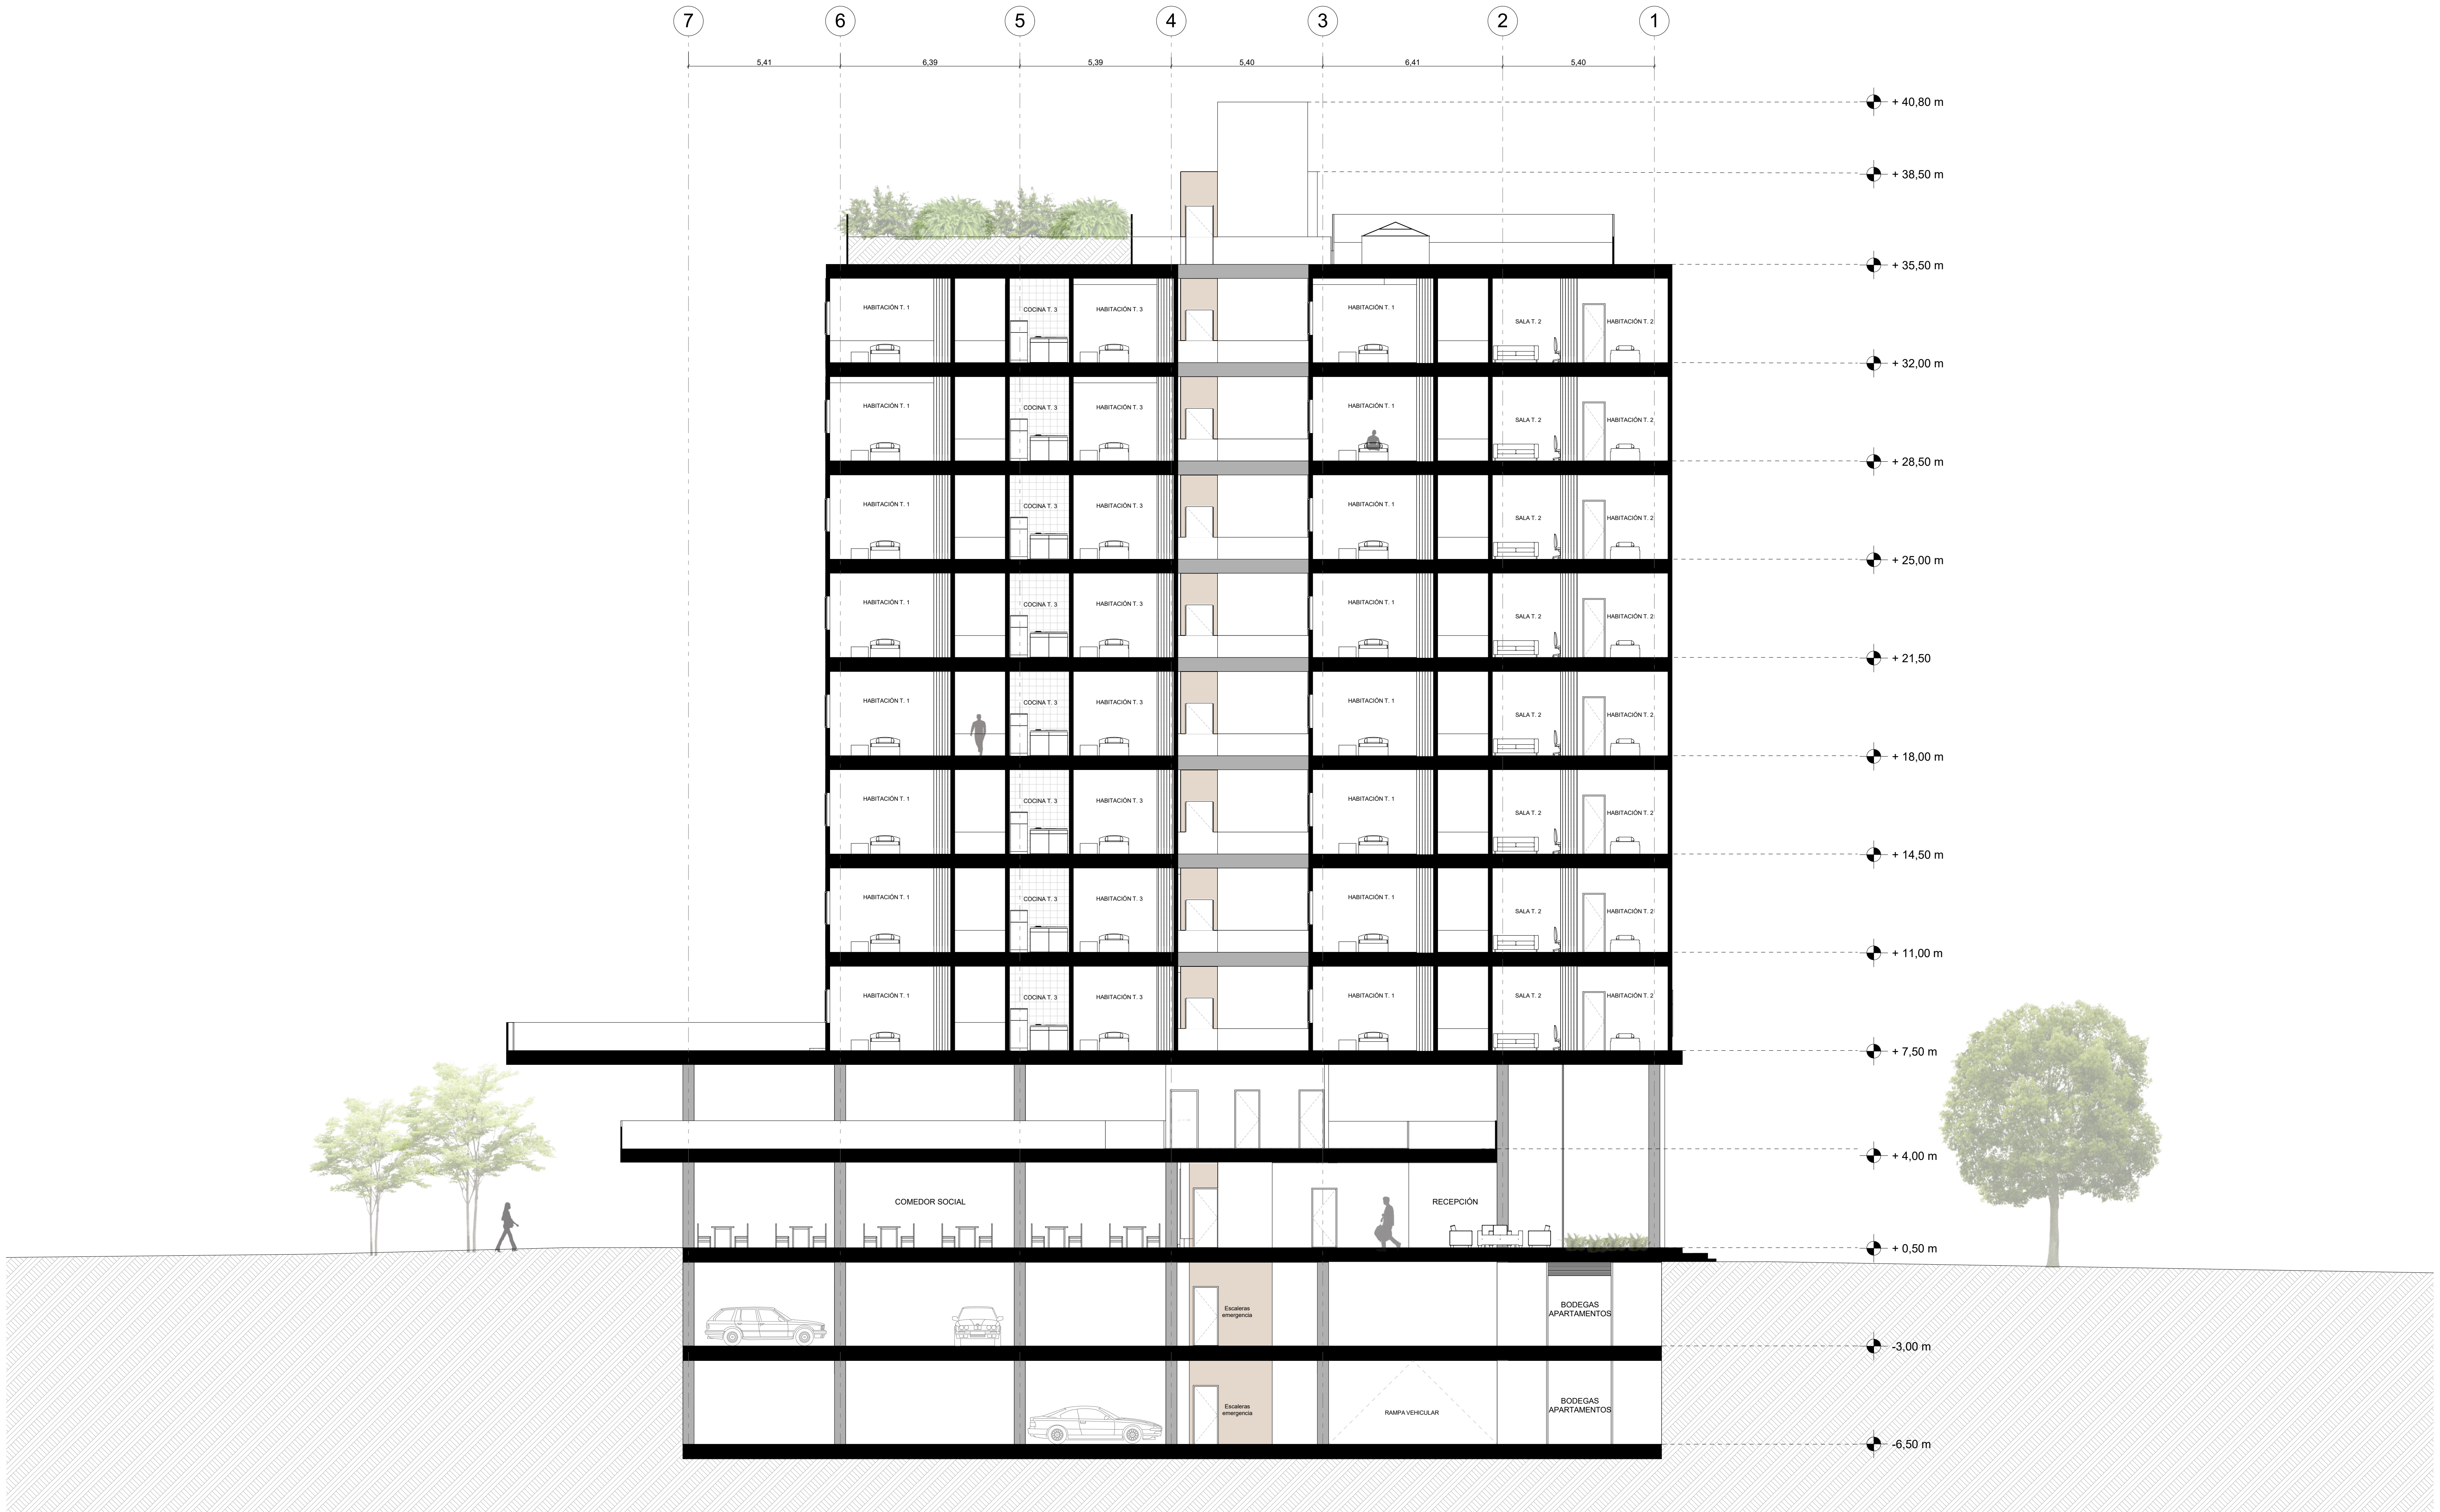 7 6 5 4 3 2 1
5,41 6,39 5,39 5,40 6,41 5,40
+ 40,80 m
+ 38,50 m
+ 35,50 m
HABITACIÓN T. 1 COCINA T. 3 HABITACIÓN T. 3 HABITACIÓN T. 1 SALA T. 2 HABITACIÓN T. 2
+ 32,00 m
HABITACIÓN T. 1 COCINA T. 3 HABITACIÓN T. 3 HABITACIÓN T. 1 SALA T. 2 HABITACIÓN T. 2
+ 28,50 m
HABITACIÓN T. 1 COCINA T. 3 HABITACIÓN T. 3 HABITACIÓN T. 1 SALA T. 2 HABITACIÓN T. 2
+ 25,00 m
HABITACIÓN T. 1 COCINA T. 3 HABITACIÓN T. 3 HABITACIÓN T. 1 SALA T. 2 HABITACIÓN T. 2
+ 21,50
HABITACIÓN T. 1 COCINA T. 3 HABITACIÓN T. 3 HABITACIÓN T. 1 SALA T. 2 HABITACIÓN T. 2
+ 18,00 m
HABITACIÓN T. 1 COCINA T. 3 HABITACIÓN T. 3 HABITACIÓN T. 1 SALA T. 2 HABITACIÓN T. 2
+ 14,50 m
HABITACIÓN T. 1 COCINA T. 3 HABITACIÓN T. 3 HABITACIÓN T. 1 SALA T. 2 HABITACIÓN T. 2
+ 11,00 m
HABITACIÓN T. 1 COCINA T. 3 HABITACIÓN T. 3 HABITACIÓN T. 1 SALA T. 2 HABITACIÓN T. 2
+ 7,50 m
+ 4,00 m
COMEDOR SOCIAL RECEPCIÓN
+ 0,50 m
Escaleras
emergencia
BODEGAS
APARTAMENTOS
-3,00 m
Escaleras
emergencia
RAMPA VEHICULAR
BODEGAS
APARTAMENTOS
-6,50 m